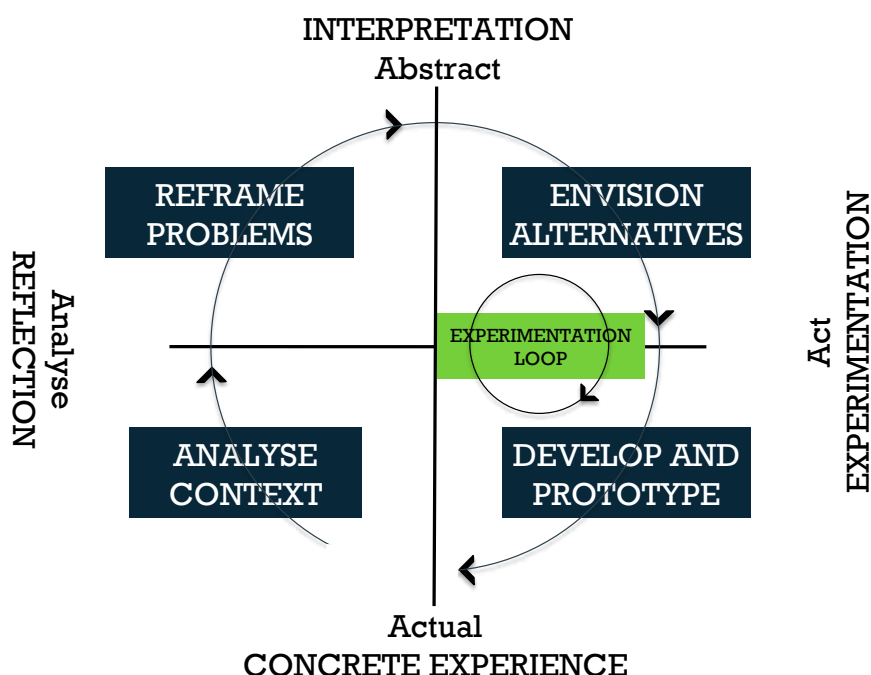 INTERPRETATION
Abstract
REFRAME
PROBLEMS
ENVISION
ALTERNATIVES
Analyse
REFLECTION
EXPERIMENTATION
LOOP
Act
EXPERIMENTATION
ANALYSE
CONTEXT
DEVELOP AND
PROTOTYPE
Actual
CONCRETE EXPERIENCE